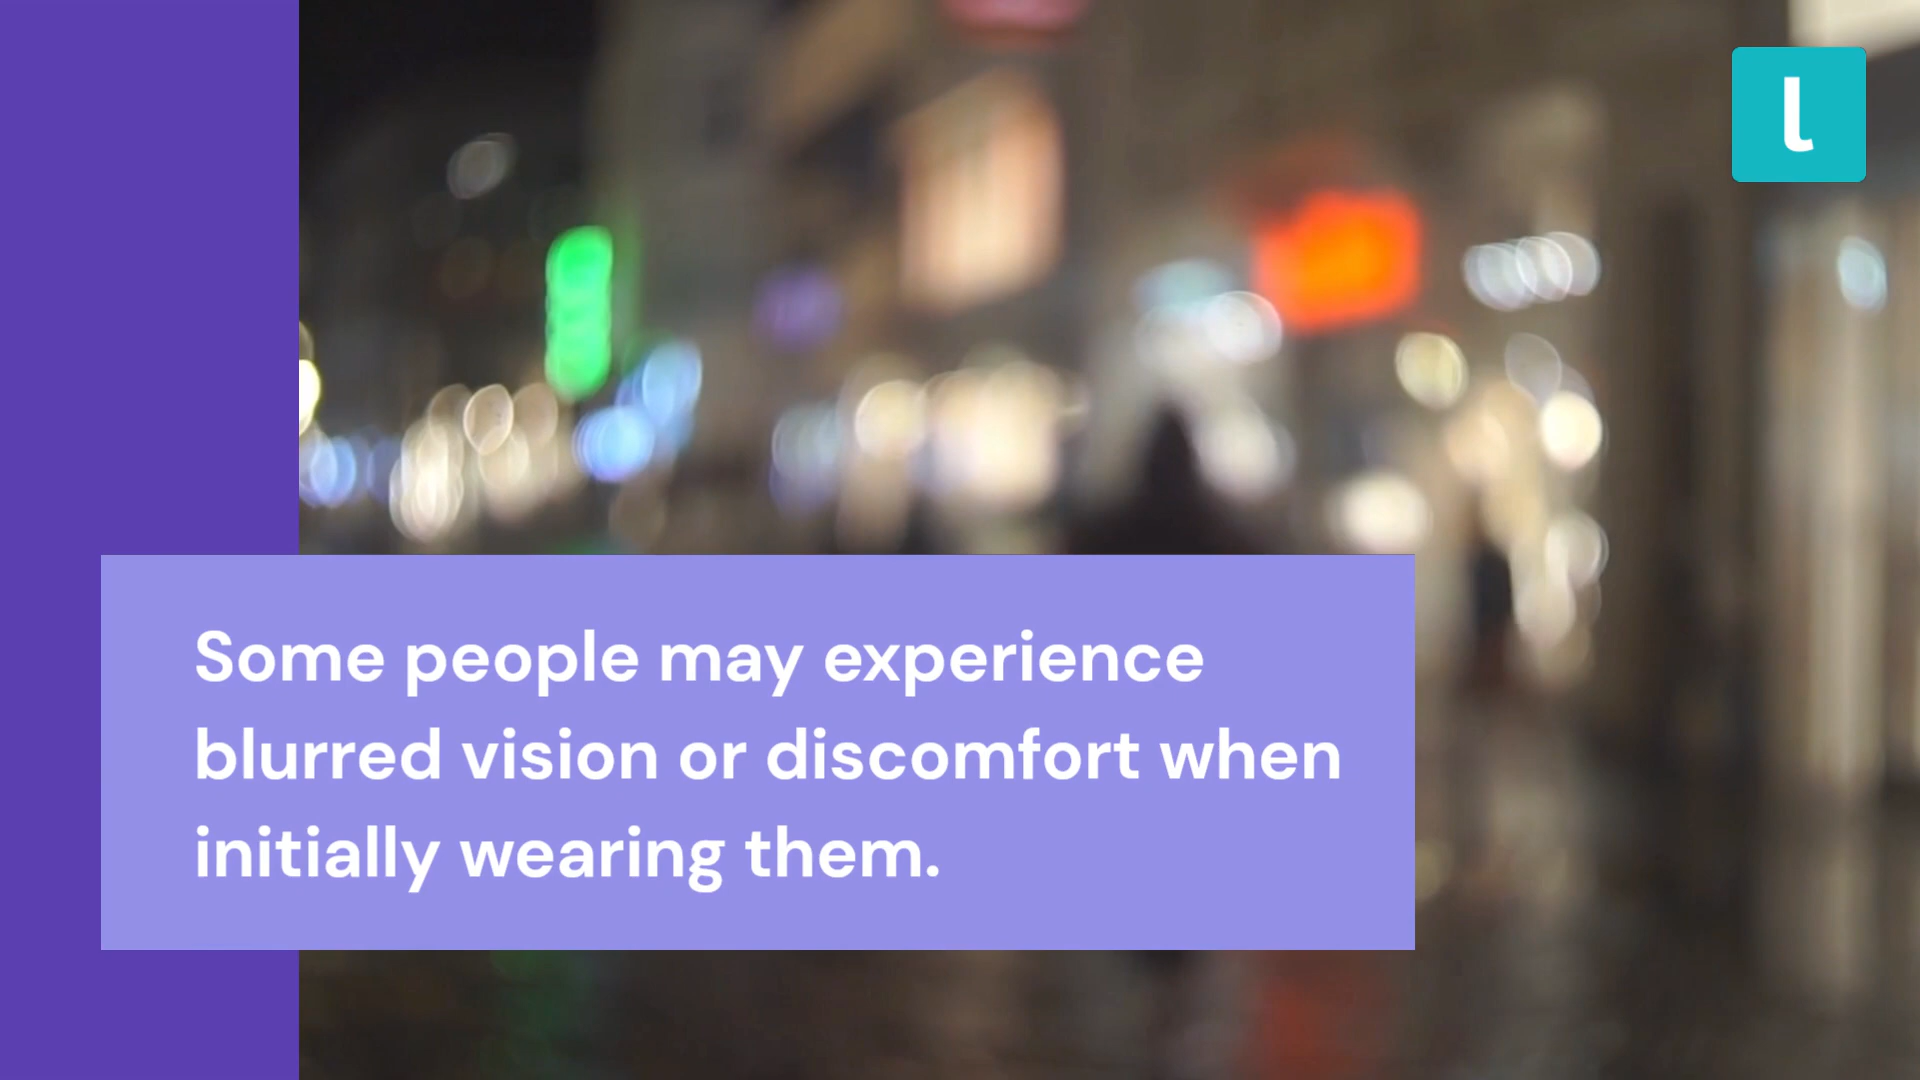 l
Some people may experience
blurred vision or discomfort when
initially wearing them.